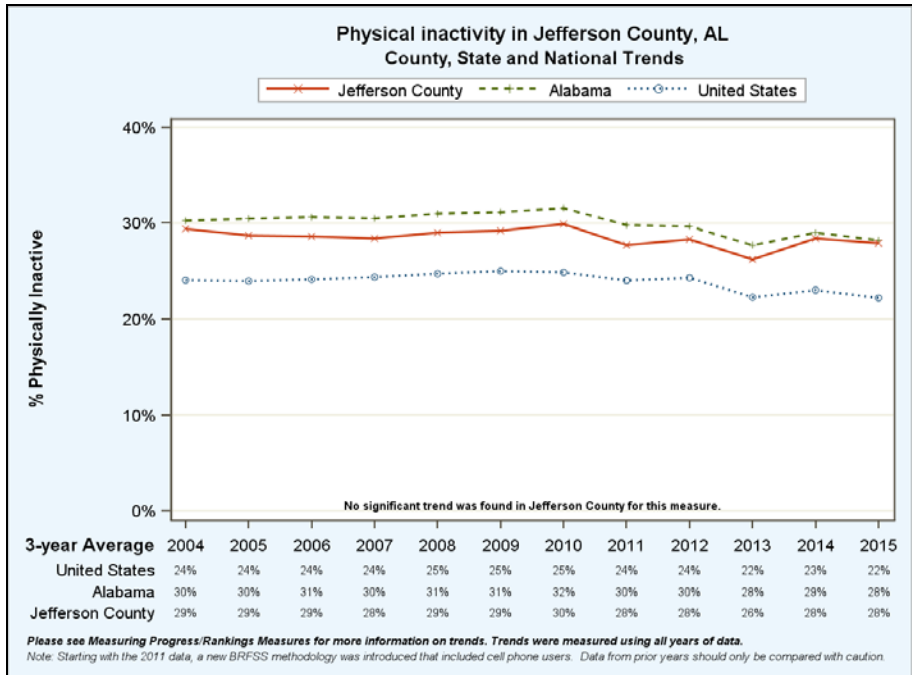 Physical inactivity in Jefferson County, AL
County, State and National Trends
Jefferson County Alabama United States
% Physically Inactive
40%
30%
20%
10%
0%
No significant trend was found in Jefferson County for this measure.
3-year Average 2004 2005 2006 2007 2008 2009 2010 2011 2012 2013 2014 2015
United States 24% 24% 24% 24% 25% 25% 25% 24% 24% 22% 23% 22%
Alabama 30% 30% 31% 30% 31% 31% 32% 30% 30% 28% 29% 28%
Jefferson County 29% 29% 29% 28% 29% 29% 30% 28% 28% 26% 28% 28%
Please see Measuring Progress/Rankings Measures for more information on trends. Trends were measured using all years of data.
Note: Starting with the 2011 data, a new BRFSS methodology was introduced that included cell phone users. Data from prior years should only be compared with caution.